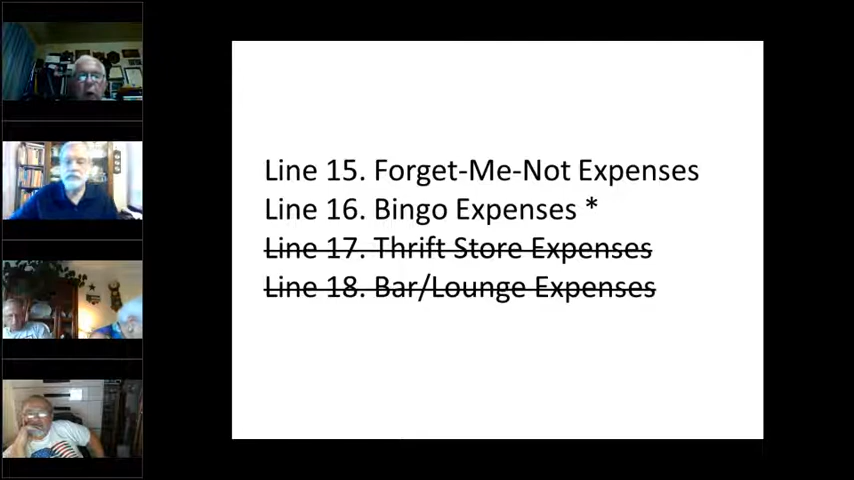 Line 15. Forget-Me-Not Expenses
Line 16. Bingo Expenses *
Line 17. Thrift Store Expenses
Line 18. Bar/Lounge Expenses